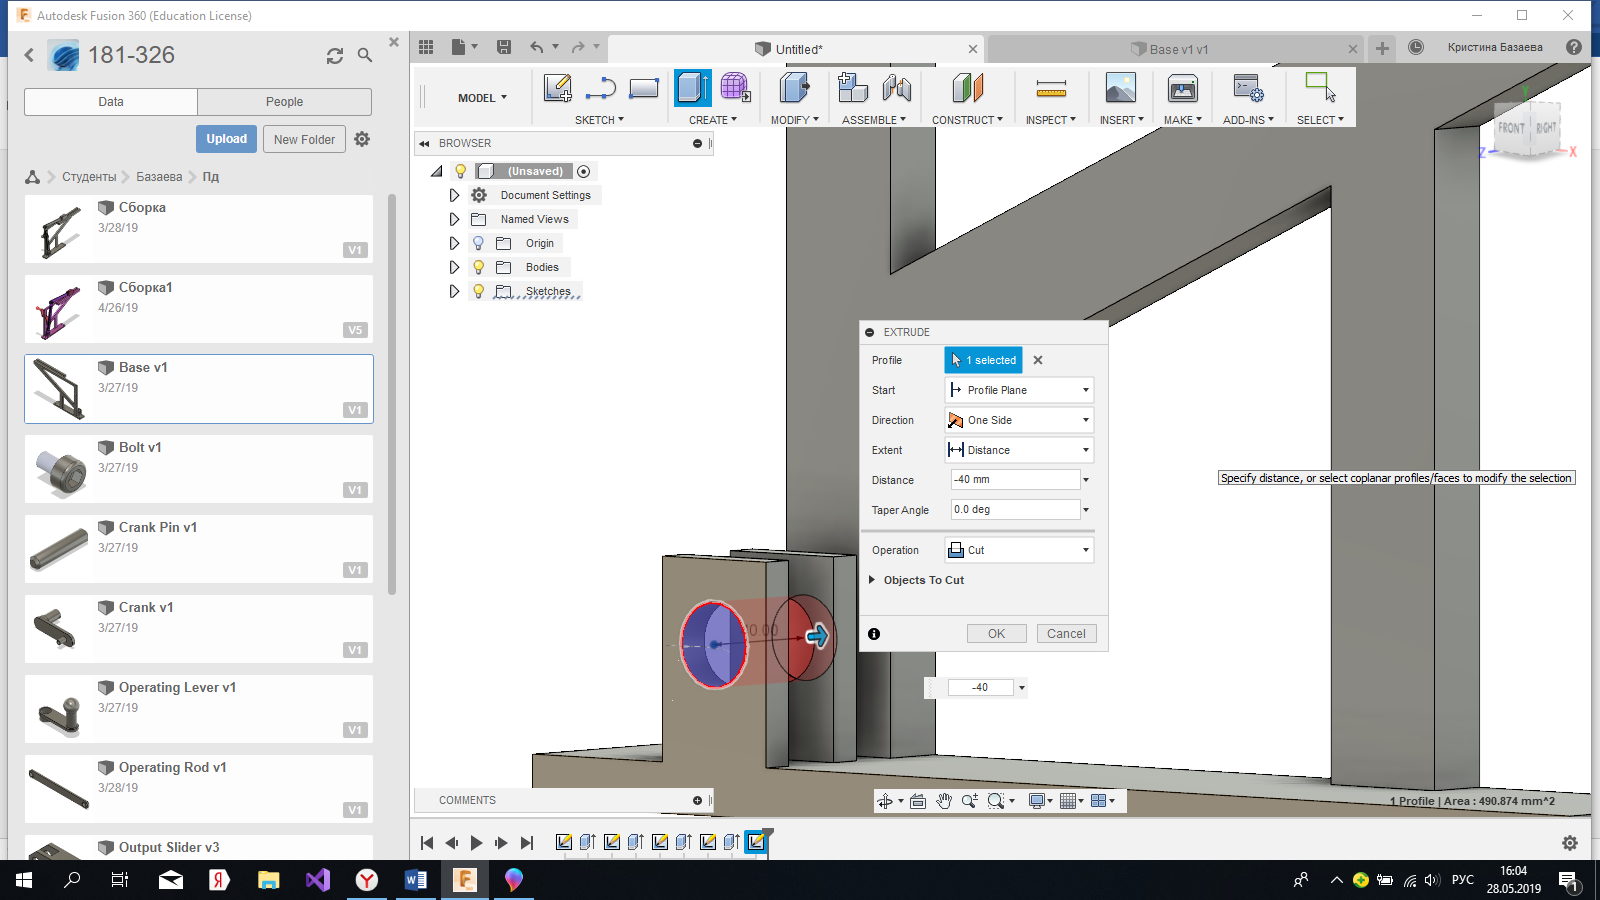 Autodesk Fusion 360 (Education License)
181-326
Data
People
Upload
New Folder
Студенты
Базаева
Пд
Сборка
3/28/19
V1
Сборка1
4/26/19
V5
Base v1
3/27/19
V1
Bolt v1
3/27/19
V1
Crank Pin v1
3/27/19
V1
Crank v1
3/27/19
V1
Operating Lever v1
3/27/19
V1
Operating Rod v1
3/28/19
V1
Output Slider v3
Untitled*
Base v1 v1
Кристина Базаева
MODEL
SKETCH
CREATE
MODIFY
ASSEMBLE
CONSTRUCT
INSPECT
INSERT
MAKE
ADD-INS
SELECT
BROWSER
(Unsaved)
Document Settings
Named Views
Origin
Bodies
Sketches
FRONT
RIGHT
Y
Z
X
EXTRUDE
Profile
1 selected
Start
Profile Plane
Direction
One Side
Extent
Distance
Distance
-40 mm
Taper Angle
0.0 deg
Operation
Cut
Objects To Cut
OK
Cancel
Specify distance, or select coplanar profiles/faces to modify the selection
-40
COMMENTS
1 Profile | Area : 490.874 mm^2
РУС
16:04
28.05.2019
1